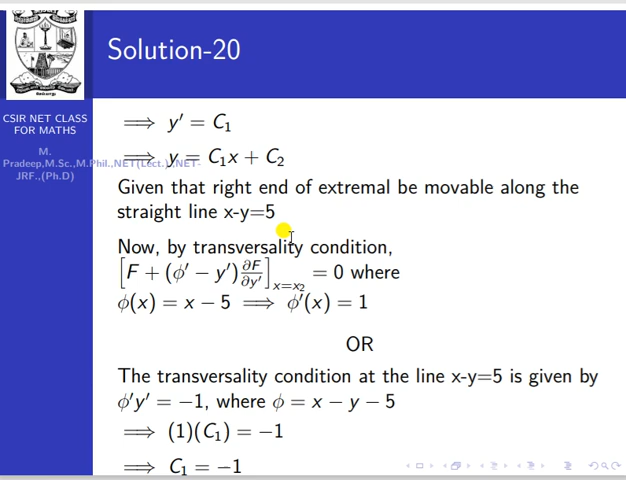 Solution-20
CSIR NET CLASS
FOR MATHS
M.
Pradeep,M.Sc.,M.Phil.,NET(Lect.),NET-
JRF.,(Ph.D)
⟹ y′ = C₁
⟹ y = C₁x + C₂
Given that right end of extremal be movable along the
straight line x-y=5
Now, by transversality condition,
[F + (ϕ′ − y′) ∂F/∂y′]ₓ₌ₓ₂ = 0 where
ϕ(x) = x − 5 ⟹ ϕ′(x) = 1
OR
The transversality condition at the line x-y=5 is given by
ϕ′y′ = −1, where ϕ = x − y − 5
⟹ (1)(C₁) = −1
⟹ C₁ = −1